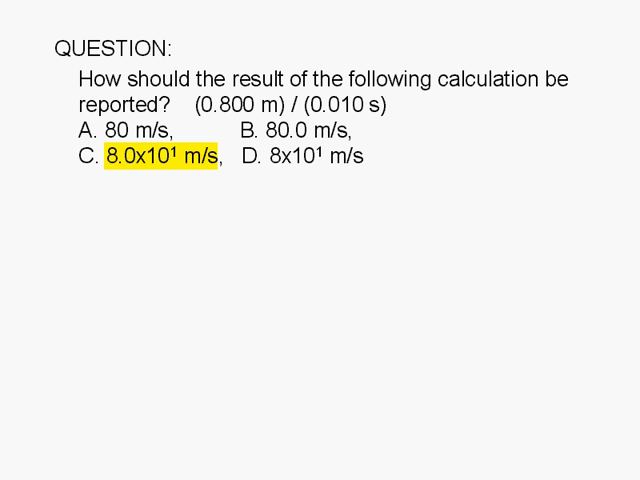 QUESTION:
How should the result of the following calculation be
reported? (0.800 m) / (0.010 s)
A. 80 m/s, B. 80.0 m/s,
C. 8.0x10¹ m/s, D. 8x10¹ m/s